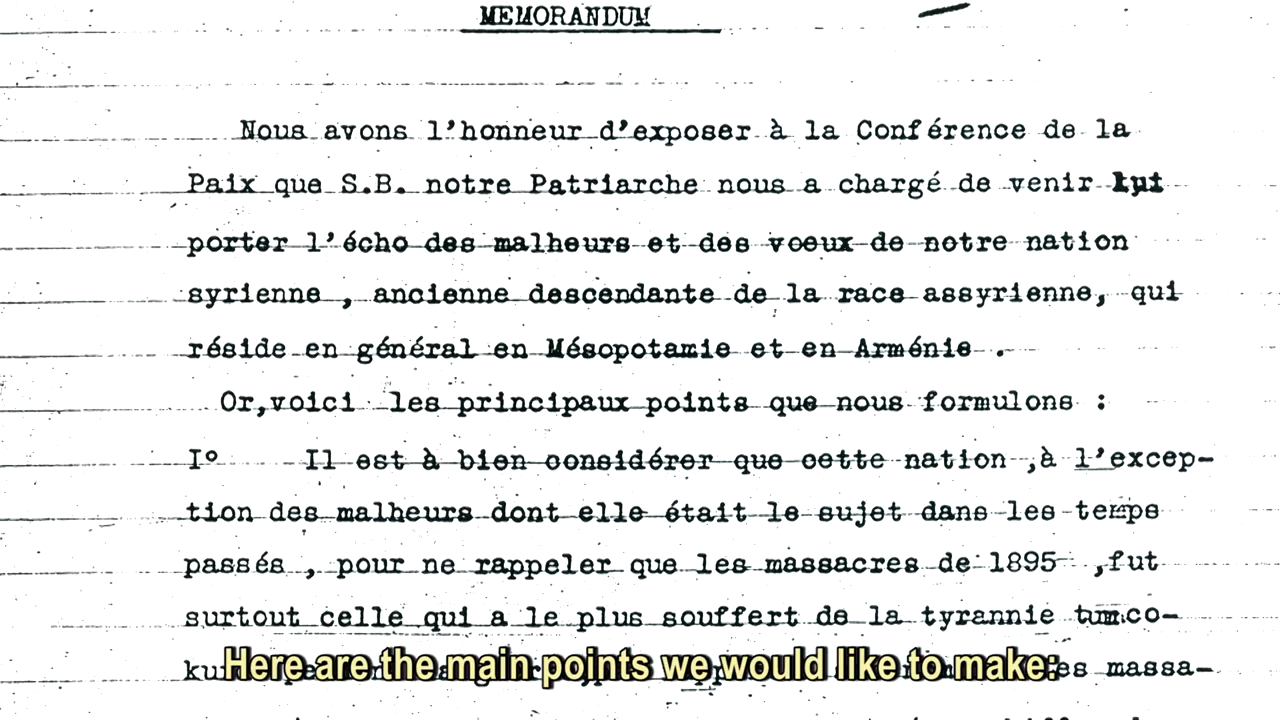 MEMORANDUM
Nous avons l'honneur d'exposer à la Conférence de la
Paix que S.B. notre Patriarche nous a chargé de venir lui
porter l'écho des malheurs et des voeux de notre nation
syrienne , ancienne descendante de la race assyrienne, qui
réside en général en Mésopotamie et en Arménie .
Or,voici les principaux points que nous formulons :
I° Il est à bien considérer que cette nation ,à l'excep-
tion des malheurs dont elle était le sujet dans les temps
passés , pour ne rappeler que les massacres de 1895 ,fut
surtout celle qui a le plus souffert de la tyrannie turco-
massa-
Here are the main points we would like to make: